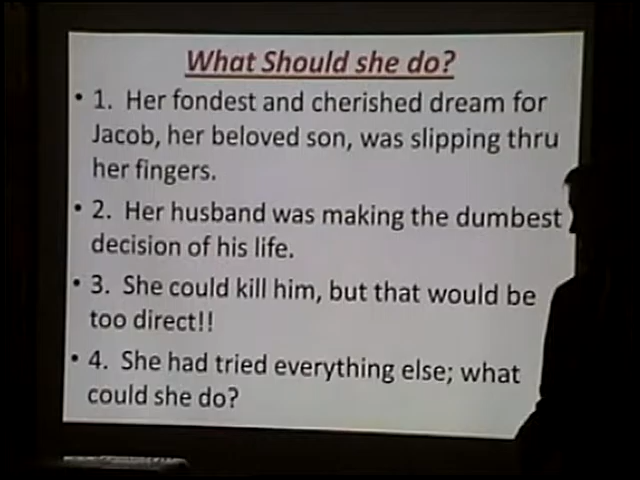 What Should she do?
• 1. Her fondest and cherished dream for
Jacob, her beloved son, was slipping thru
her fingers.
• 2. Her husband was making the dumbest
decision of his life.
• 3. She could kill him, but that would be
too direct!!
• 4. She had tried everything else; what
could she do?